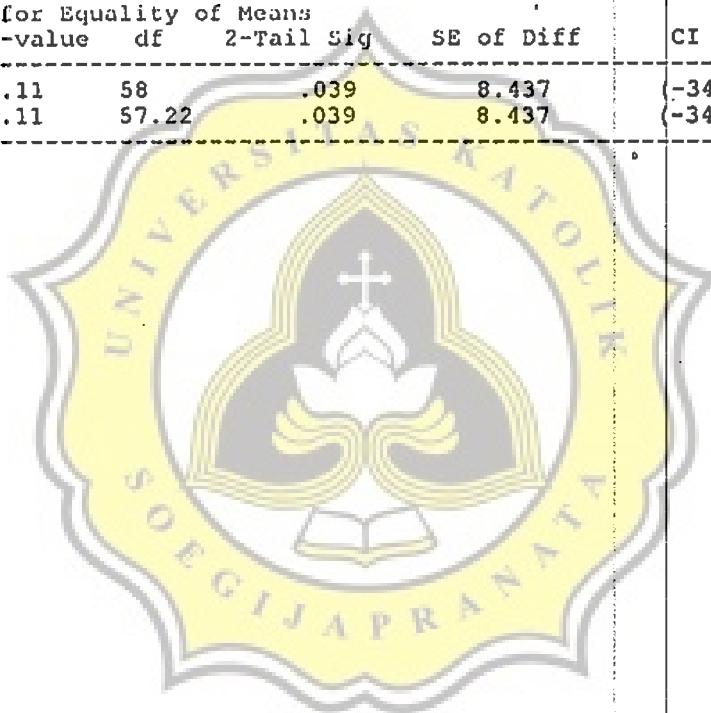 for Equality of Means
-value df 2-Tail Sig SE of Diff CI
.11 58 .039 8.437 (-34
.11 57.22 .039 8.437 (-34
UNIVERSITAS KATOLIK
SOEGIJAPRANATA